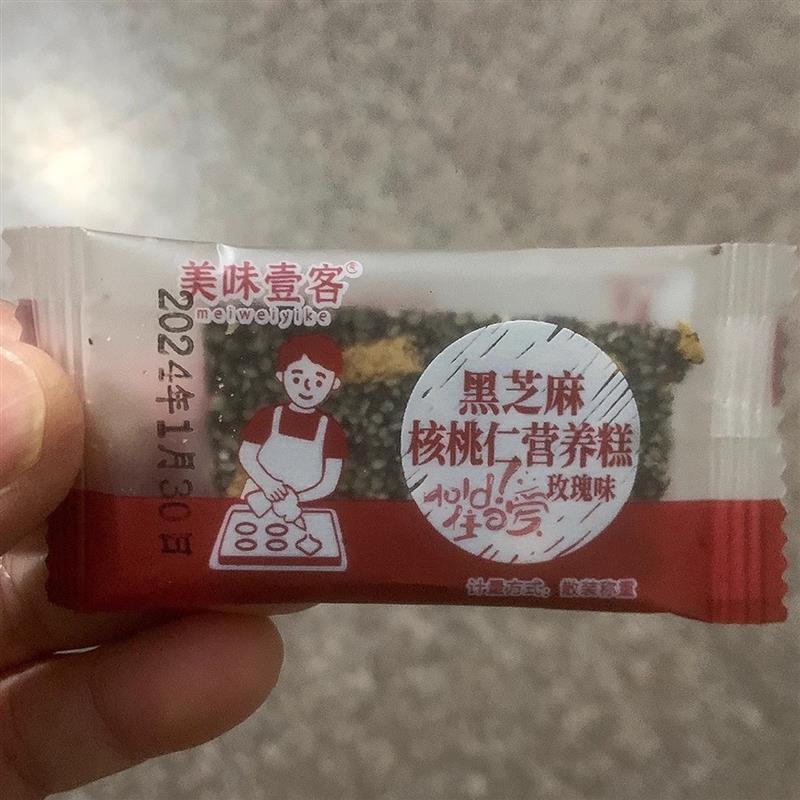 美味壹客®
meiweiyike
2024年1月30日
黑芝麻
核桃仁营养糕
玫瑰味
hold!
计量方式：散装称重